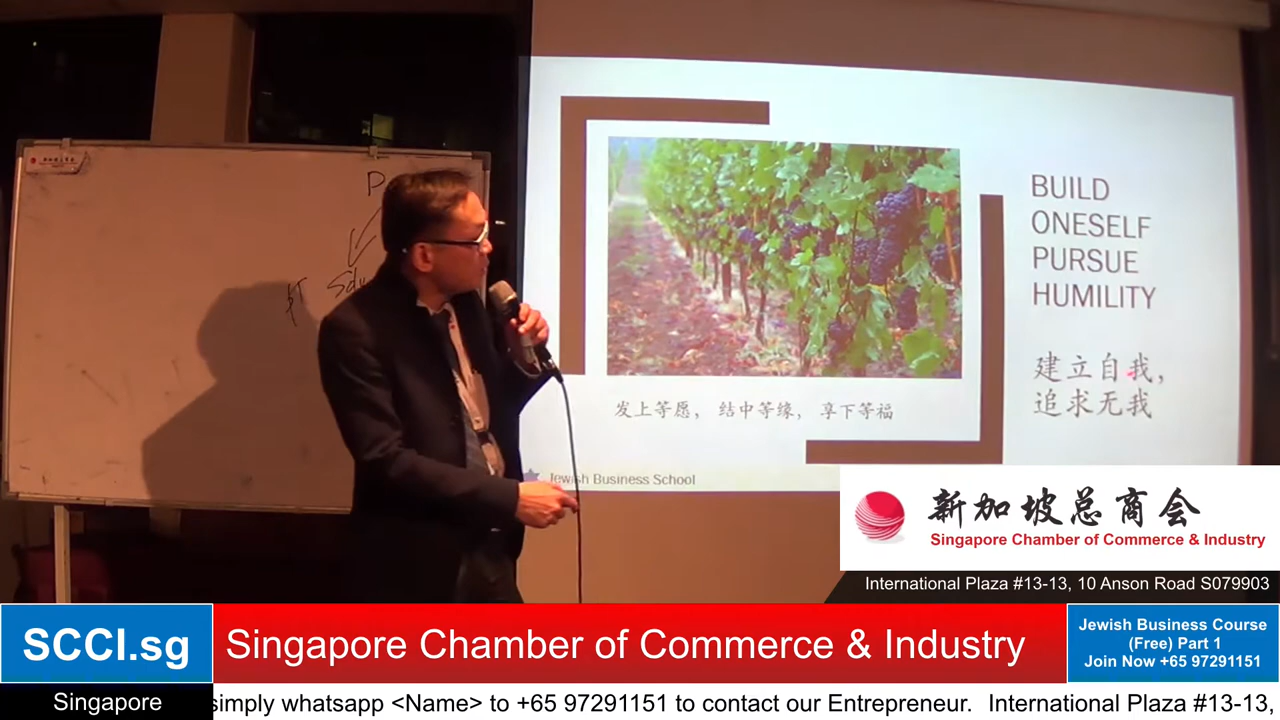 BUILD
ONESELF
PURSUE
HUMILITY
建立自我，
追求无我
发上等愿， 结中等缘， 享下等福
Jewish Business School
新加坡总商会
Singapore Chamber of Commerce & Industry
International Plaza #13-13, 10 Anson Road S079903
SCCI.sg
Singapore Chamber of Commerce & Industry
Jewish Business Course
(Free) Part 1
Join Now +65 97291151
Singapore
simply whatsapp <Name> to +65 97291151 to contact our Entrepreneur. International Plaza #13-13,